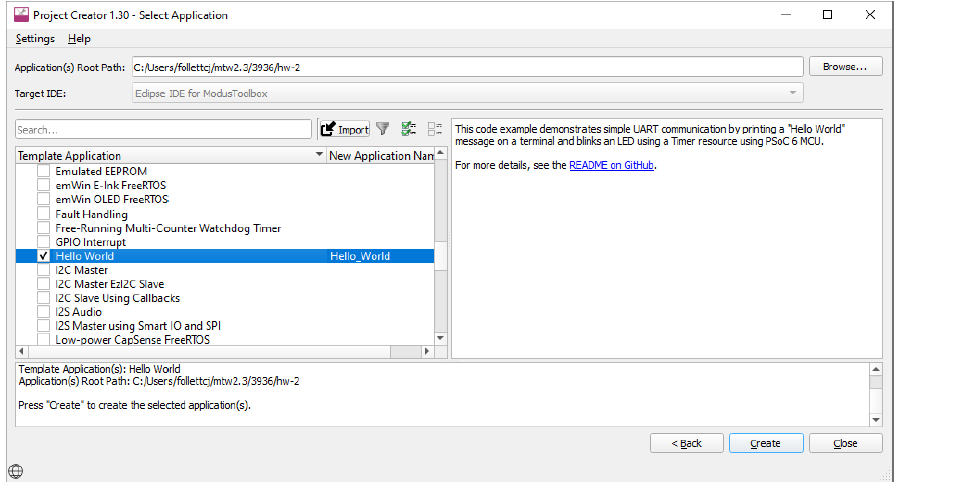 Project Creator 1.30 - Select Application
Settings Help
Application(s) Root Path: C:/Users/follettcj/mtw2.3/3936/hw-2 Browse...
Target IDE: Eclipse IDE for ModusToolbox
Search... Import
Template Application New Application Nam
Emulated EEPROM
emWin E-Ink FreeRTOS
emWin OLED FreeRTOS
Fault Handling
Free-Running Multi-Counter Watchdog Timer
GPIO Interrupt
Hello World Hello_World
I2C Master
I2C Master EzI2C Slave
I2C Slave Using Callbacks
I2S Audio
I2S Master using Smart IO and SPI
Low-power CapSense FreeRTOS
This code example demonstrates simple UART communication by printing a "Hello World"
message on a terminal and blinks an LED using a Timer resource using PSoC 6 MCU.
For more details, see the README on GitHub.
Template Application(s): Hello World
Application(s) Root Path: C:/Users/follettcj/mtw2.3/3936/hw-2
Press "Create" to create the selected application(s).
< Back Create Close